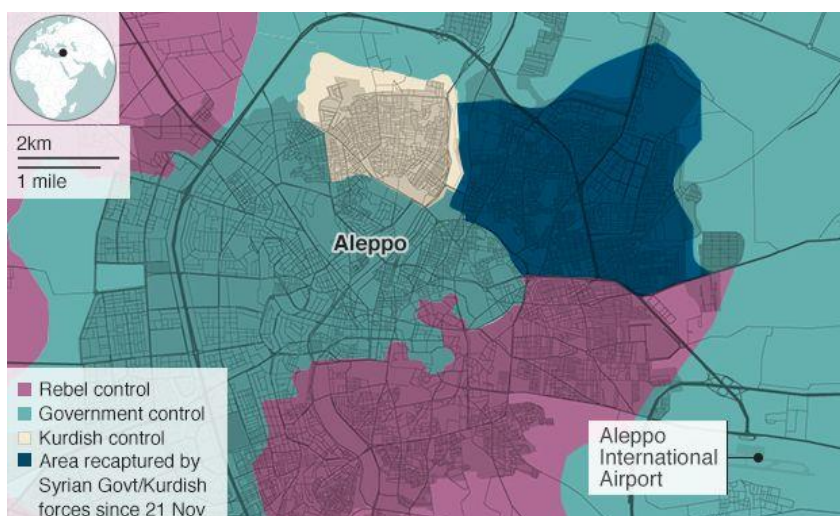 2km
1 mile
Aleppo
Rebel control
Government control
Kurdish control
Area recaptured by
Syrian Govt/Kurdish
forces since 21 Nov
Aleppo
International
Airport